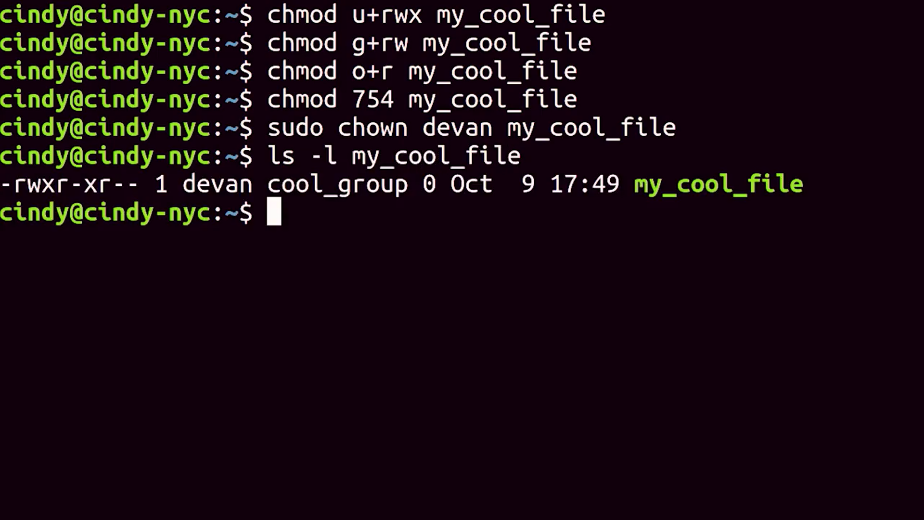 cindy@cindy-nyc:~$ chmod u+rwx my_cool_file
cindy@cindy-nyc:~$ chmod g+rw my_cool_file
cindy@cindy-nyc:~$ chmod o+r my_cool_file
cindy@cindy-nyc:~$ chmod 754 my_cool_file
cindy@cindy-nyc:~$ sudo chown devan my_cool_file
cindy@cindy-nyc:~$ ls -l my_cool_file
-rwxr-xr-- 1 devan cool_group 0 Oct  9 17:49 my_cool_file
cindy@cindy-nyc:~$